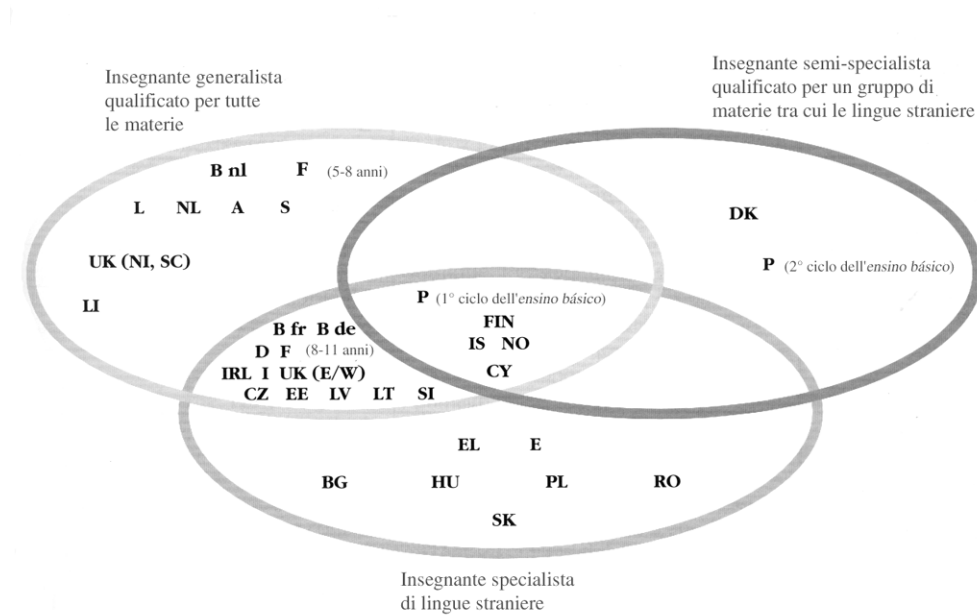 Insegnante generalista
qualificato per tutte
le materie
Insegnante semi-specialista
qualificato per un gruppo di
materie tra cui le lingue straniere
B nl F (5-8 anni)
L NL A S
UK (NI, SC)
LI
DK
P (2° ciclo dell'ensino básico)
P (1° ciclo dell'ensino básico)
FIN
IS NO
CY
B fr B de
D F (8-11 anni)
IRL I UK (E/W)
CZ EE LV LT SI
EL E
BG HU PL RO
SK
Insegnante specialista
di lingue straniere